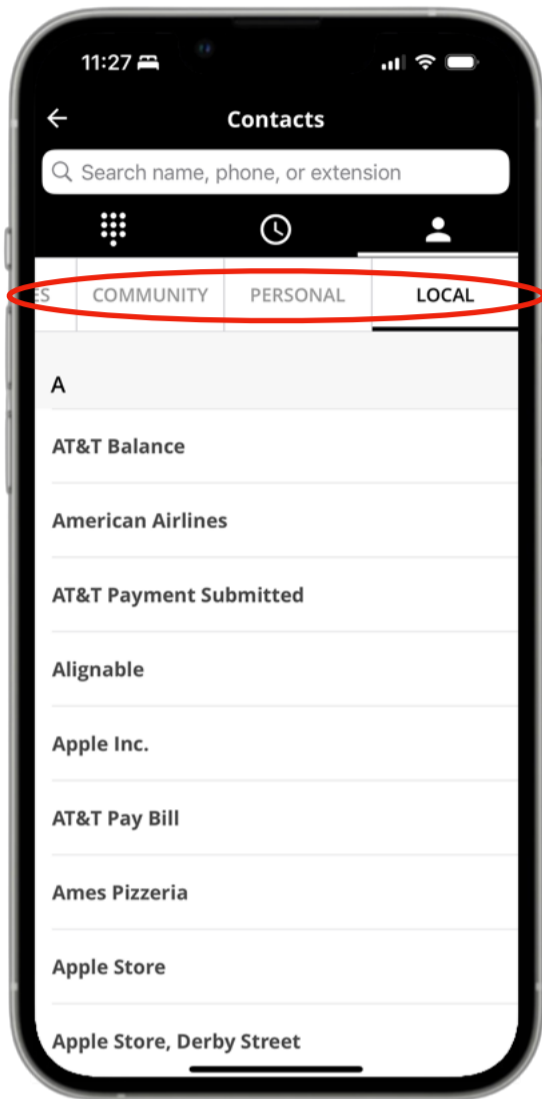 11:27
Contacts
Search name, phone, or extension
ES COMMUNITY PERSONAL LOCAL
A
AT&T Balance
American Airlines
AT&T Payment Submitted
Alignable
Apple Inc.
AT&T Pay Bill
Ames Pizzeria
Apple Store
Apple Store, Derby Street